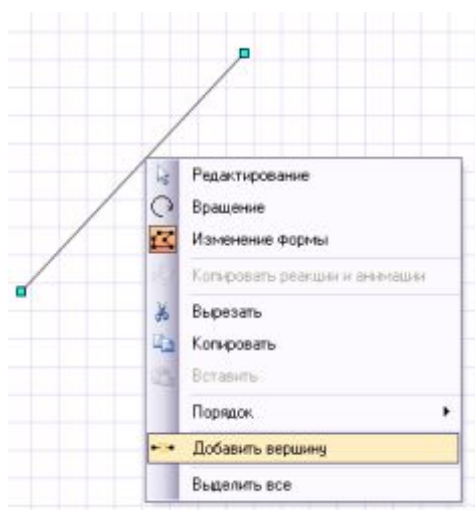 Редактирование
Вращение
Изменение формы
Копировать реакции и анимации
Вырезать
Копировать
Вставить
Порядок
Добавить вершину
Выделить все